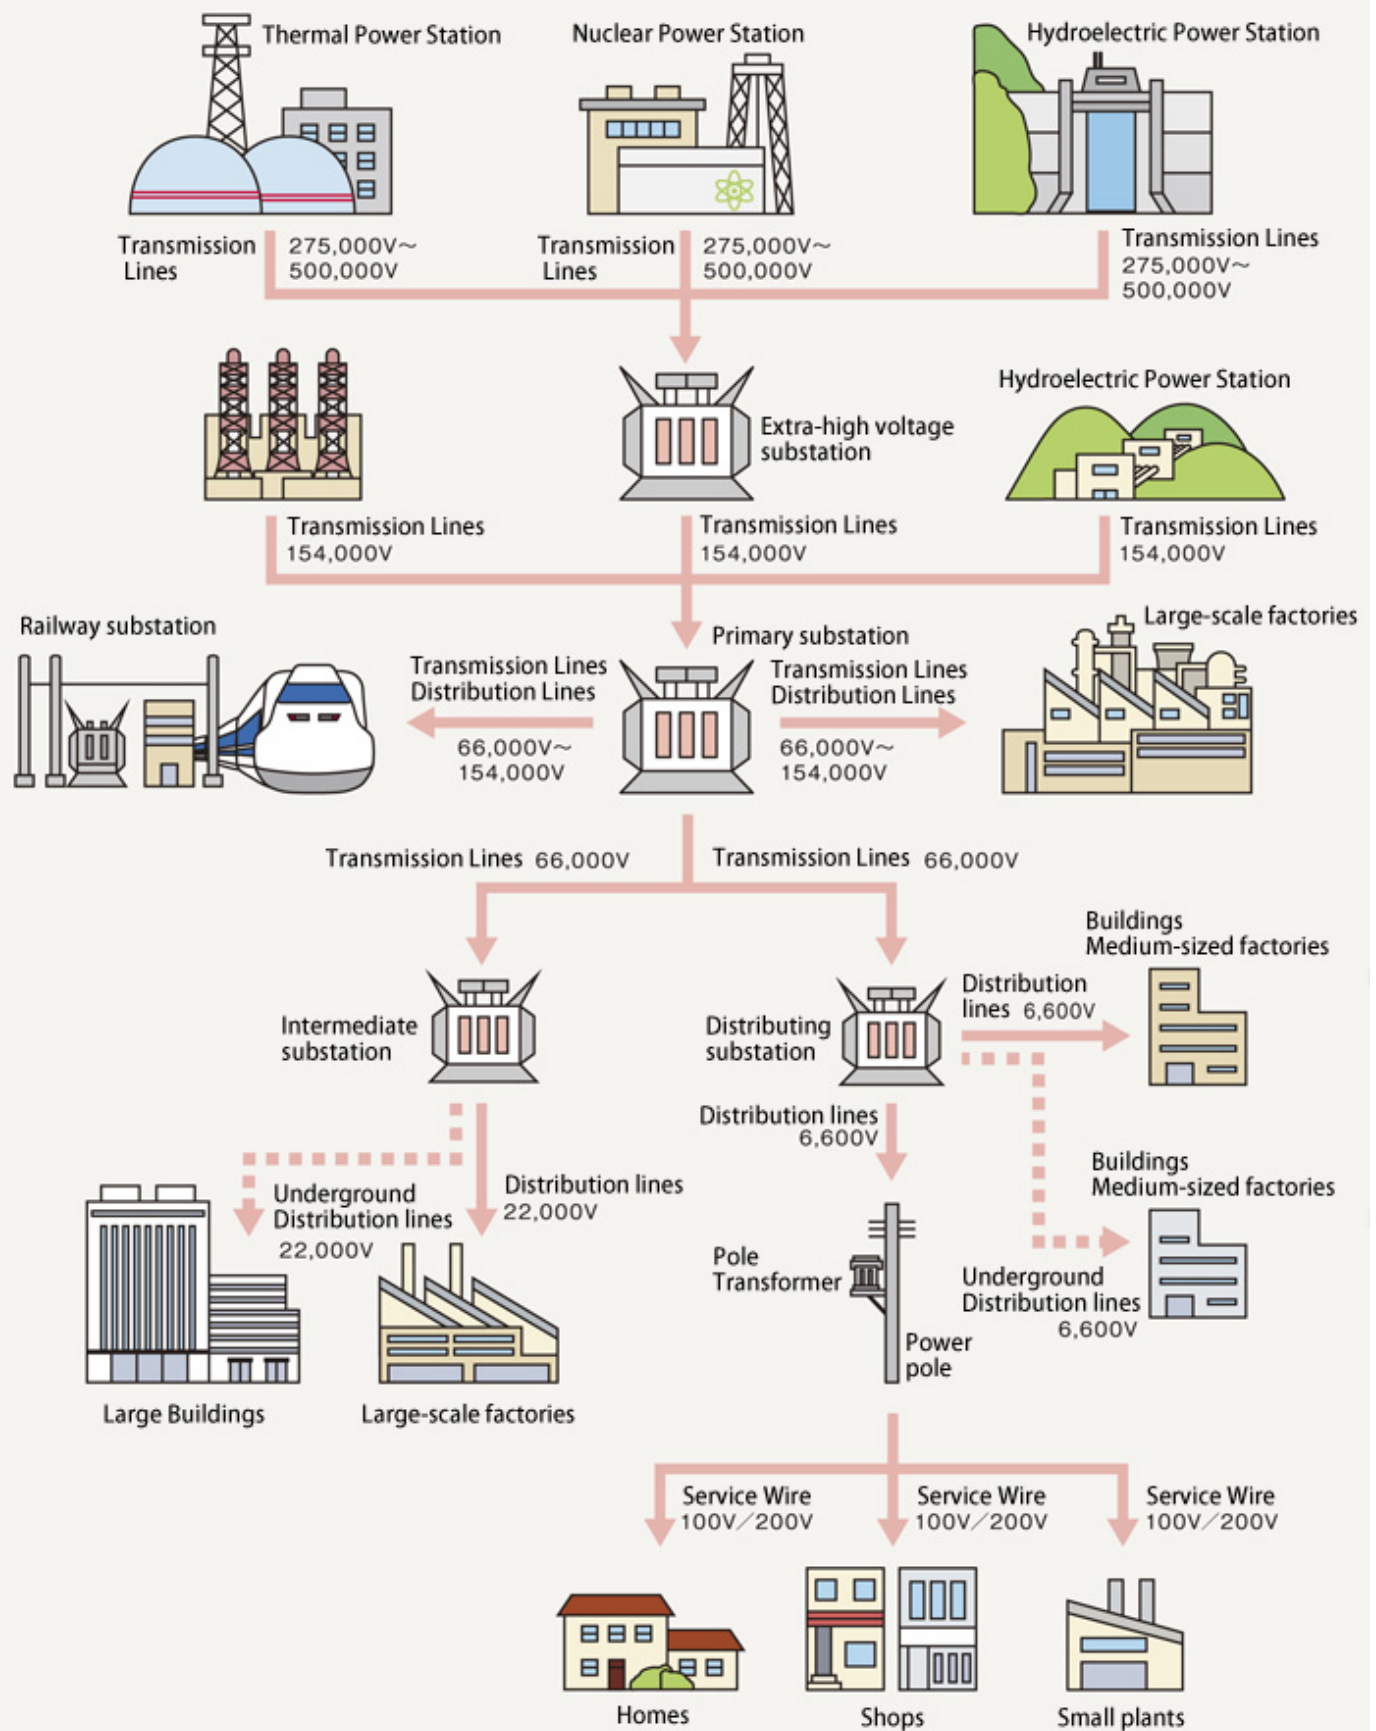 Thermal Power Station
Nuclear Power Station
Hydroelectric Power Station
Transmission
Lines
275,000V～
500,000V
Transmission
Lines
275,000V～
500,000V
Transmission Lines
275,000V～
500,000V
Extra-high voltage
substation
Hydroelectric Power Station
Transmission Lines
154,000V
Transmission Lines
154,000V
Transmission Lines
154,000V
Railway substation
Primary substation
Large-scale factories
Transmission Lines
Distribution Lines
66,000V～
154,000V
Transmission Lines
Distribution Lines
66,000V～
154,000V
Transmission Lines 66,000V
Transmission Lines 66,000V
Intermediate
substation
Distributing
substation
Distribution
lines 6,600V
Buildings
Medium-sized factories
Distribution lines
6,600V
Underground
Distribution lines
22,000V
Distribution lines
22,000V
Buildings
Medium-sized factories
Underground
Distribution lines
6,600V
Pole
Transformer
Power
pole
Large Buildings
Large-scale factories
Service Wire
100V／200V
Service Wire
100V／200V
Service Wire
100V／200V
Homes
Shops
Small plants